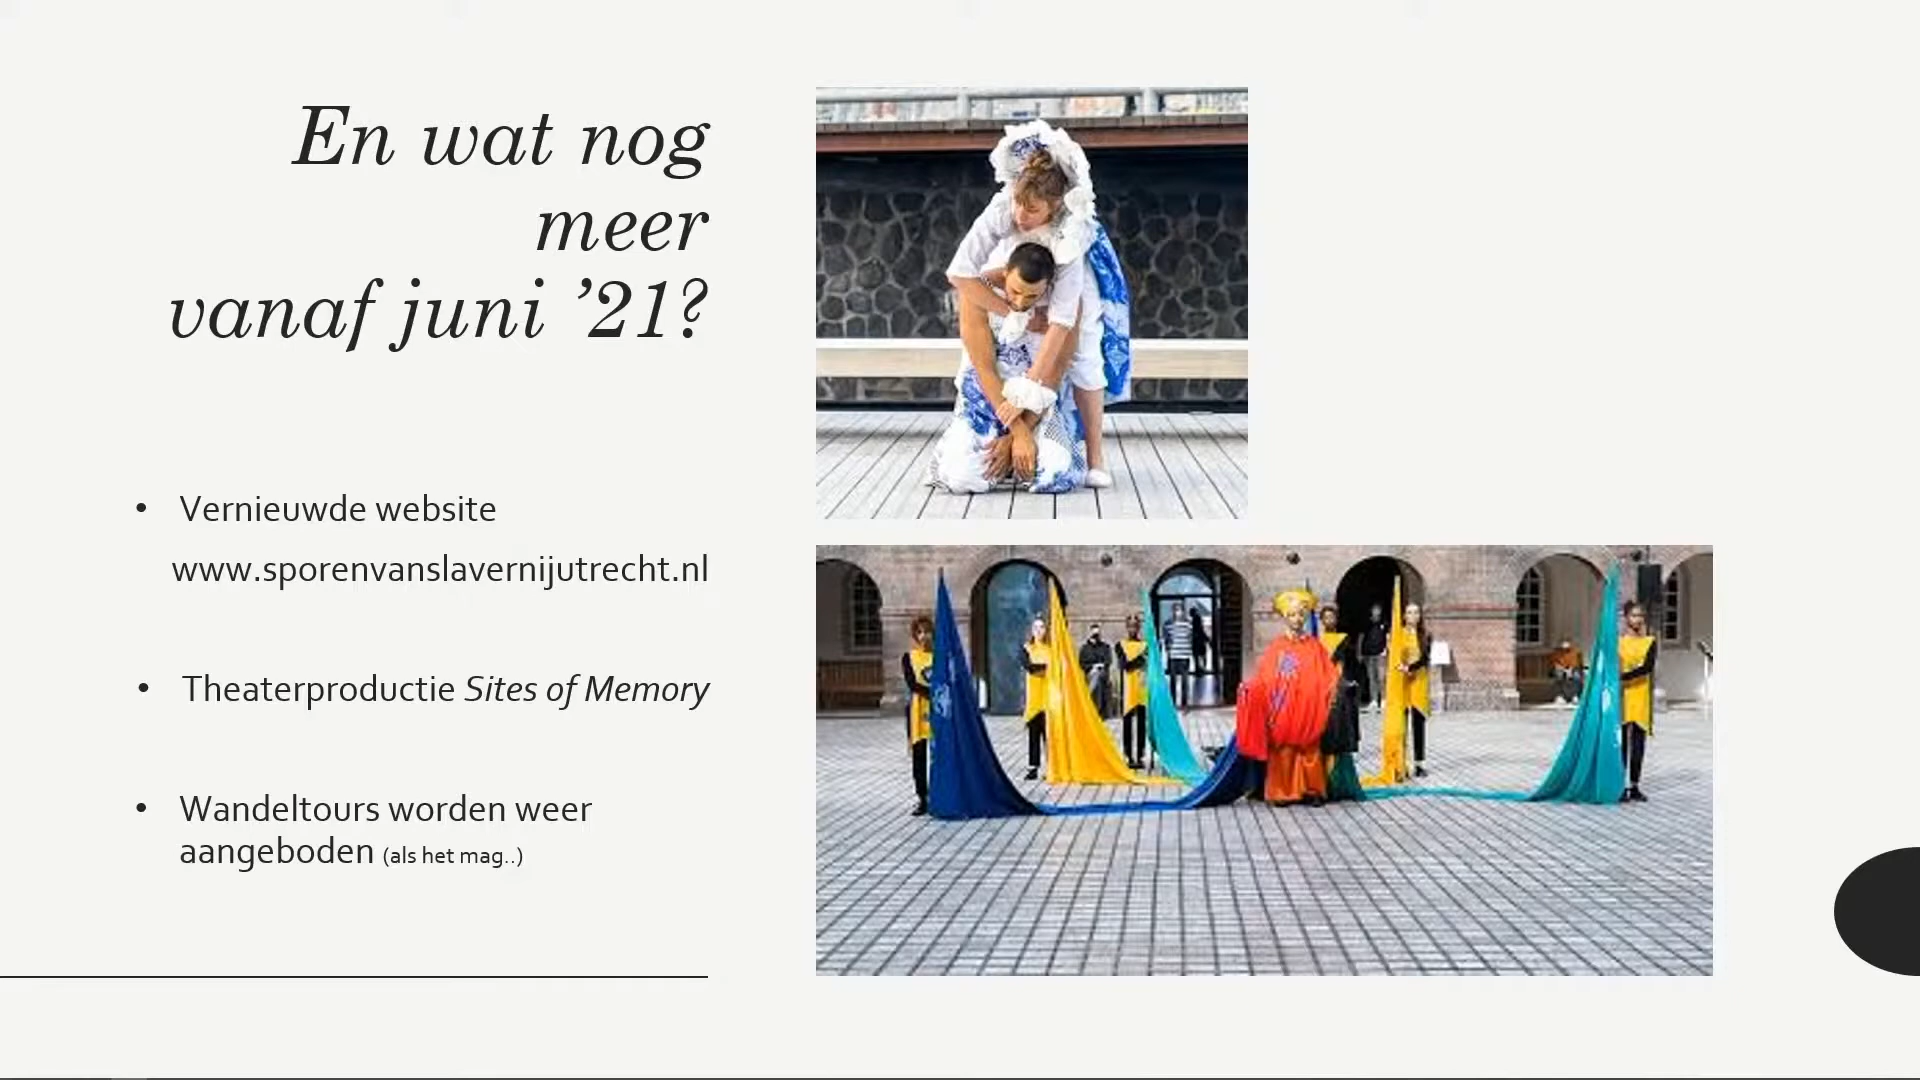 En wat nog
meer
vanaf juni ’21?
• Vernieuwde website
www.sporenvanslavernijutrecht.nl
• Theaterproductie Sites of Memory
• Wandeltours worden weer
aangeboden (als het mag..)